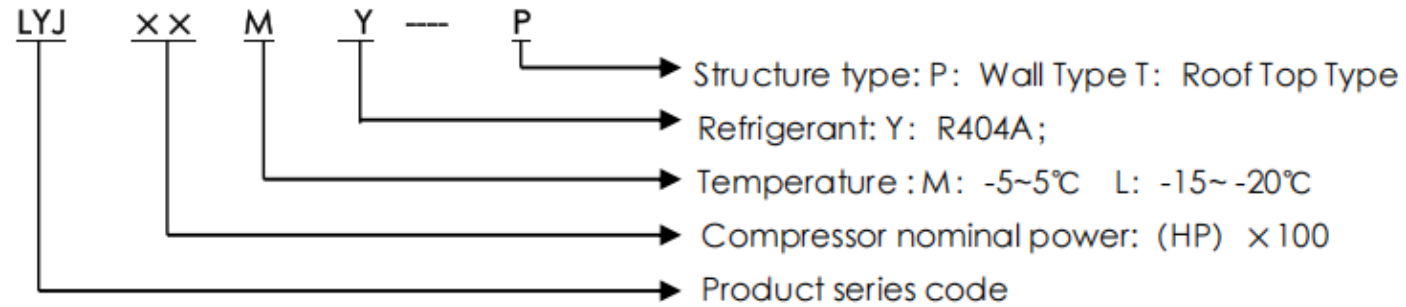 LYJ ×× M Y ---- P
Structure type: P: Wall Type T: Roof Top Type
Refrigerant: Y: R404A;
Temperature : M: -5~5℃ L: -15~ -20℃
Compressor nominal power: (HP) ×100
Product series code